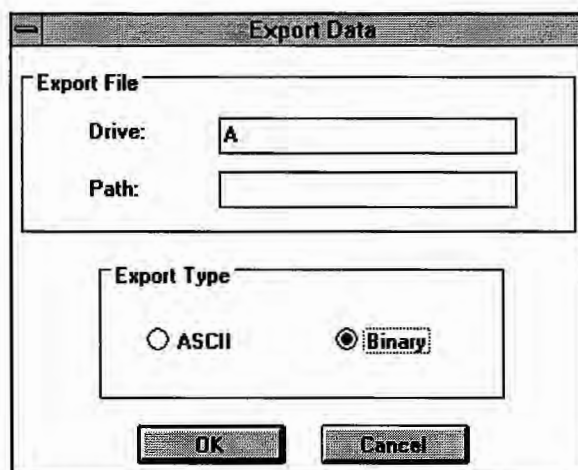 Export Data
Export File
Drive: A
Path:
Export Type
ASCII Binary
OK Cancel